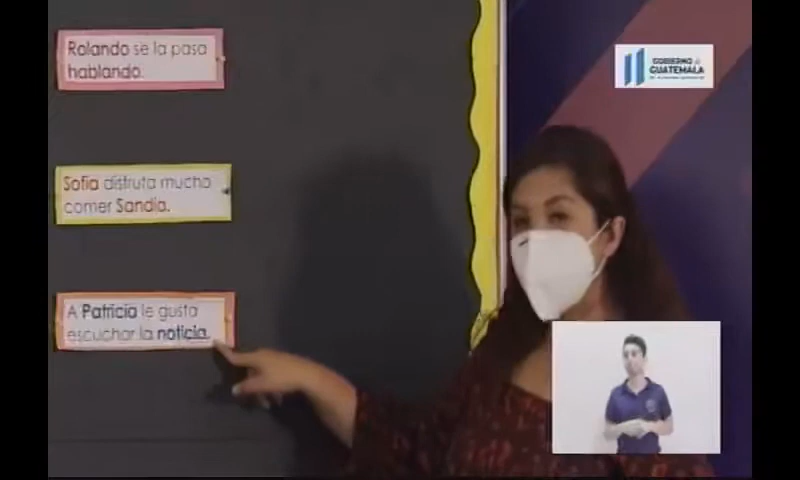 Rolando se la pasa
hablando.
Sofía disfruta mucho
comer Sandía.
A Patricia le gusta
escuchar la noticia.
GOBIERNO de
GUATEMALA